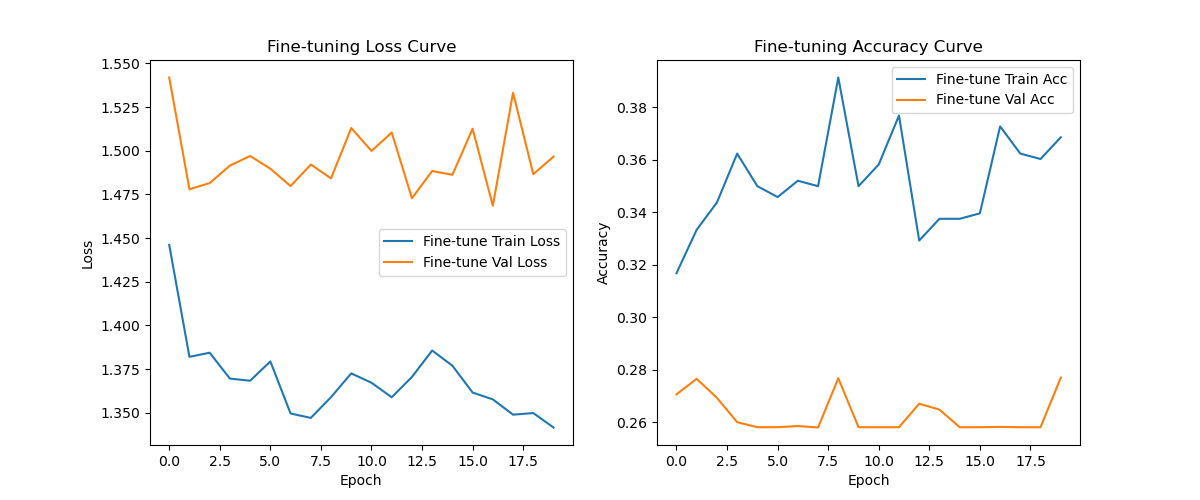 Fine-tuning Loss Curve
1.550
1.525
1.500
1.475
1.450
1.425
1.400
1.375
1.350
Loss
Fine-tune Train Loss
Fine-tune Val Loss
0.0 2.5 5.0 7.5 10.0 12.5 15.0 17.5
Epoch
Fine-tuning Accuracy Curve
0.38
0.36
0.34
0.32
0.30
0.28
0.26
Accuracy
Fine-tune Train Acc
Fine-tune Val Acc
0.0 2.5 5.0 7.5 10.0 12.5 15.0 17.5
Epoch